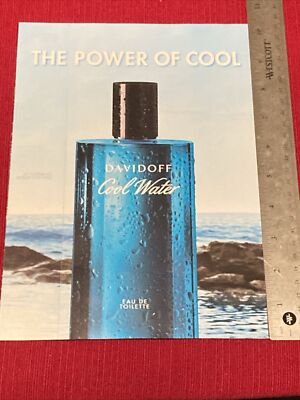 THE POWER OF COOL
WESTCOTT
DAVIDOFF
Cool Water
EAU DE
TOILETTE